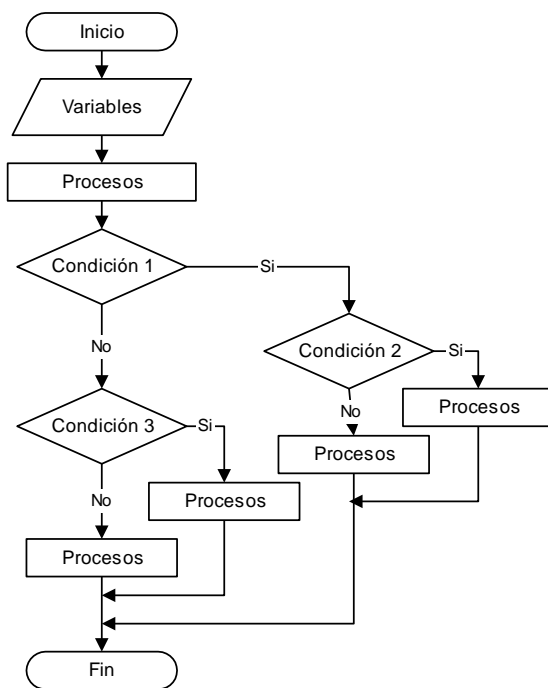 Inicio
Variables
Procesos
Condición 1
Si
No
Condición 2
Si
No
Procesos
Procesos
Condición 3
Si
No
Procesos
Procesos
Fin